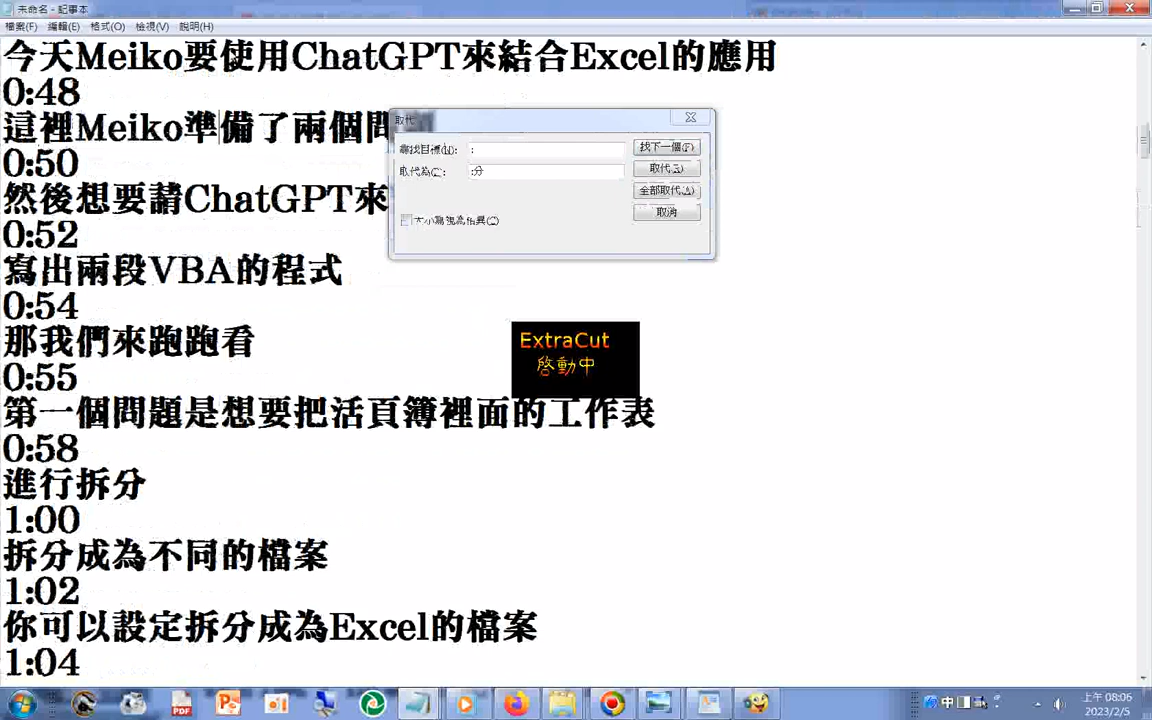 未命名 - 記事本
檔案(F) 編輯(E) 格式(O) 檢視(V) 說明(H)
今天Meiko要使用ChatGPT來結合Excel的應用
0:48
這裡Meiko準備了兩個問
0:50
然後想要請ChatGPT來
0:52
寫出兩段VBA的程式
0:54
那我們來跑跑看
0:55
第一個問題是想要把活頁簿裡面的工作表
0:58
進行拆分
1:00
拆分成為不同的檔案
1:02
你可以設定拆分成為Excel的檔案
1:04
取代
尋找目標(N): :
找下一個(F)
取代為(P): :分
取代(R)
全部取代(A)
取消
大小寫視為相異(C)
ExtraCut
啟動中
PDF
中
上午 08:06
2023/2/5